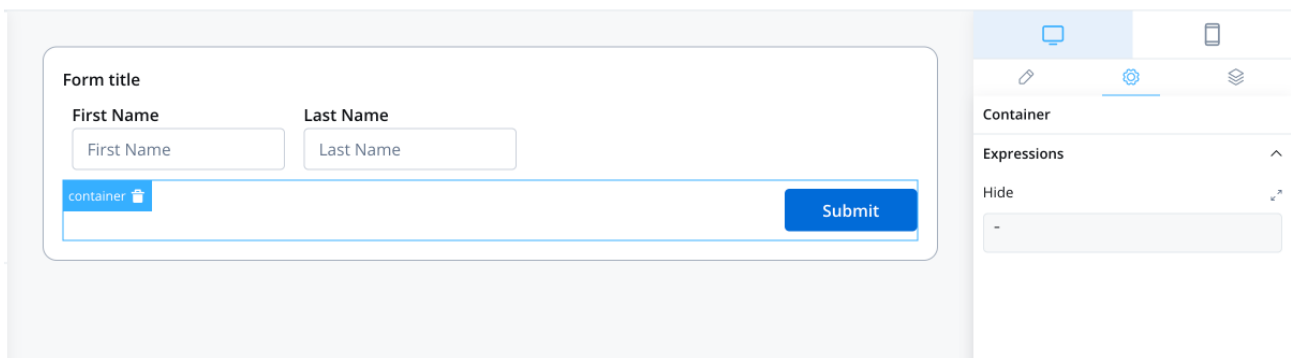 Form title
First Name
Last Name
First Name
Last Name
container
Submit
Container
Expressions
Hide
-